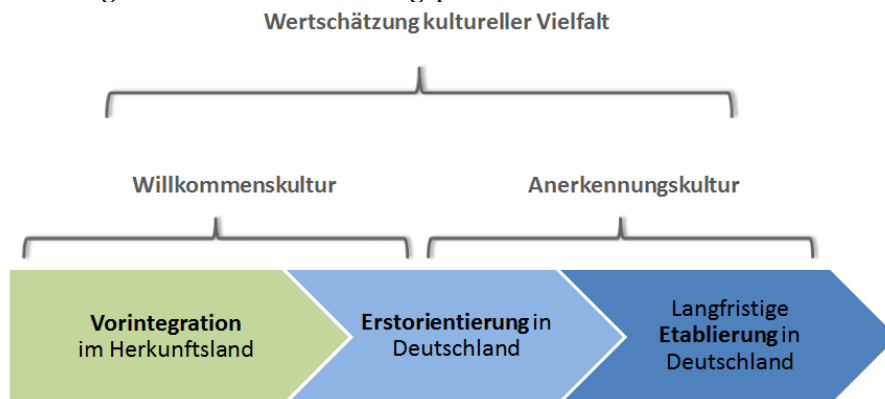 Wertschätzung kultureller Vielfalt
Willkommenskultur
Anerkennungskultur
Vorintegration
im Herkunftsland
Erstorientierung in
Deutschland
Langfristige
Etablierung in
Deutschland